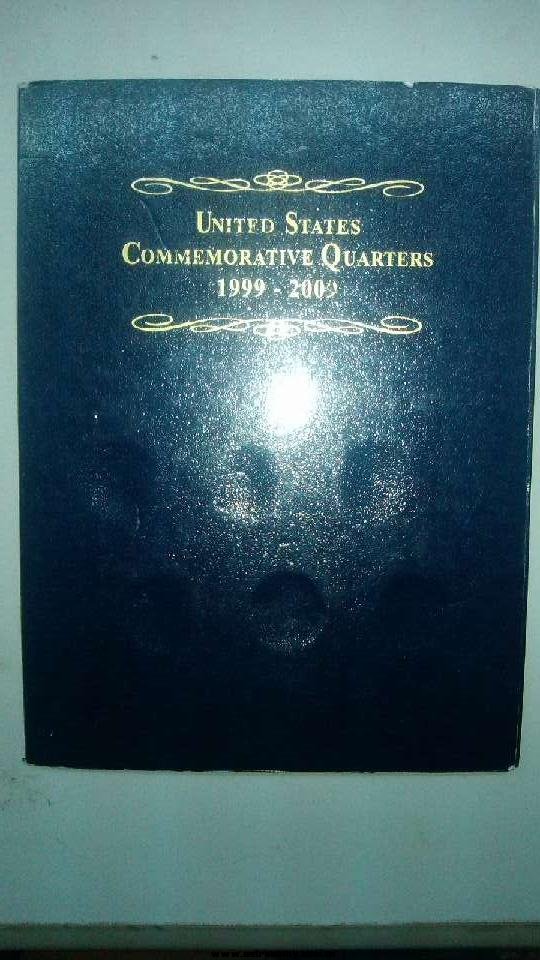 UNITED STATES
COMMEMORATIVE QUARTERS
1999 - 2009